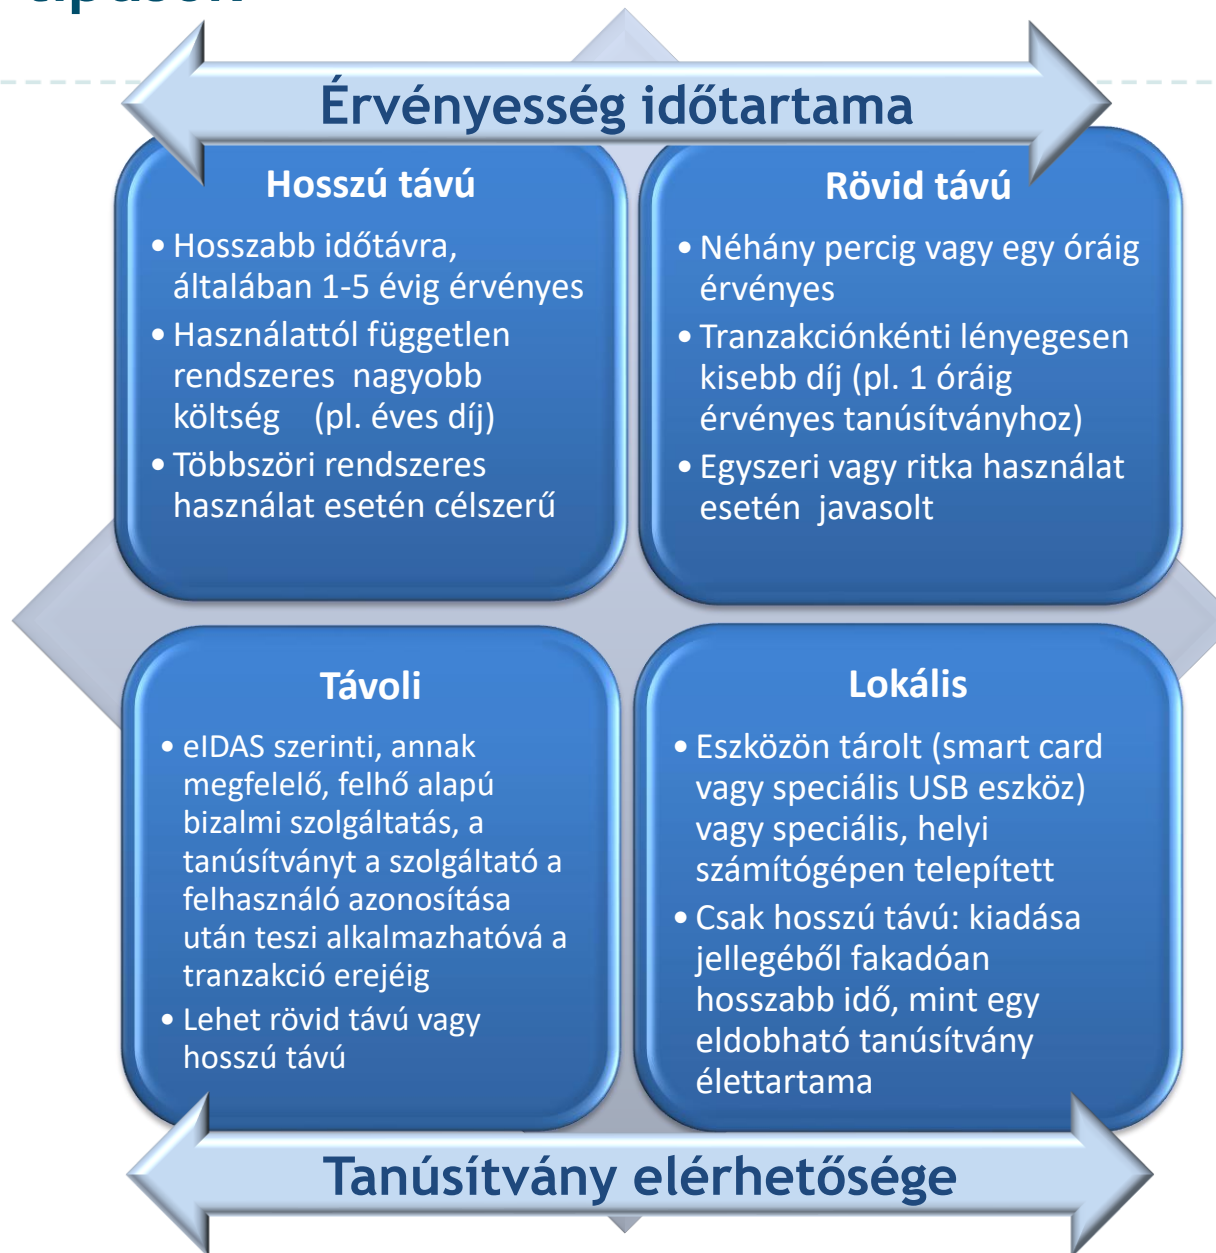 Érvényesség időtartama
Hosszú távú
• Hosszabb időtávra,
általában 1-5 évig érvényes
• Használattól független
rendszeres nagyobb
költség (pl. éves díj)
• Többszöri rendszeres
használat esetén célszerű
Rövid távú
• Néhány percig vagy egy óráig
érvényes
• Tranzakciónkénti lényegesen
kisebb díj (pl. 1 óráig
érvényes tanúsítványhoz)
• Egyszeri vagy ritka használat
esetén javasolt
Távoli
• eIDAS szerinti, annak
megfelelő, felhő alapú
bizalmi szolgáltatás, a
tanúsítványt a szolgáltató a
felhasználó azonosítása
után teszi alkalmazhatóvá a
tranzakció erejéig
• Lehet rövid távú vagy
hosszú távú
Lokális
• Eszközön tárolt (smart card
vagy speciális USB eszköz)
vagy speciális, helyi
számítógépen telepített
• Csak hosszú távú: kiadása
jellegéből fakadóan
hosszabb idő, mint egy
eldobható tanúsítvány
élettartama
Tanúsítvány elérhetősége